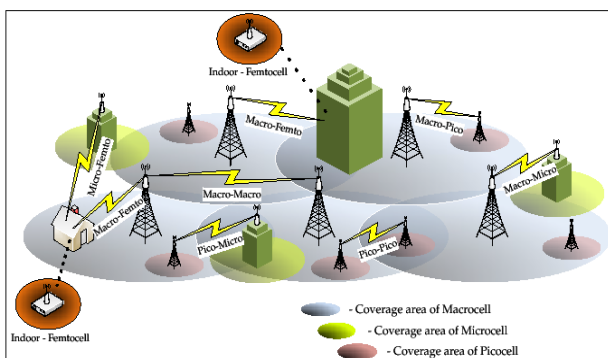 Indoor - Femtocell
Macro-Femto
Macro-Pico
Micro-Femto
Macro-Femto
Macro-Macro
Macro-Micro
Pico-Micro
Pico-Pico
Indoor - Femtocell
- Coverage area of Macrocell
- Coverage area of Microcell
- Coverage area of Picocell